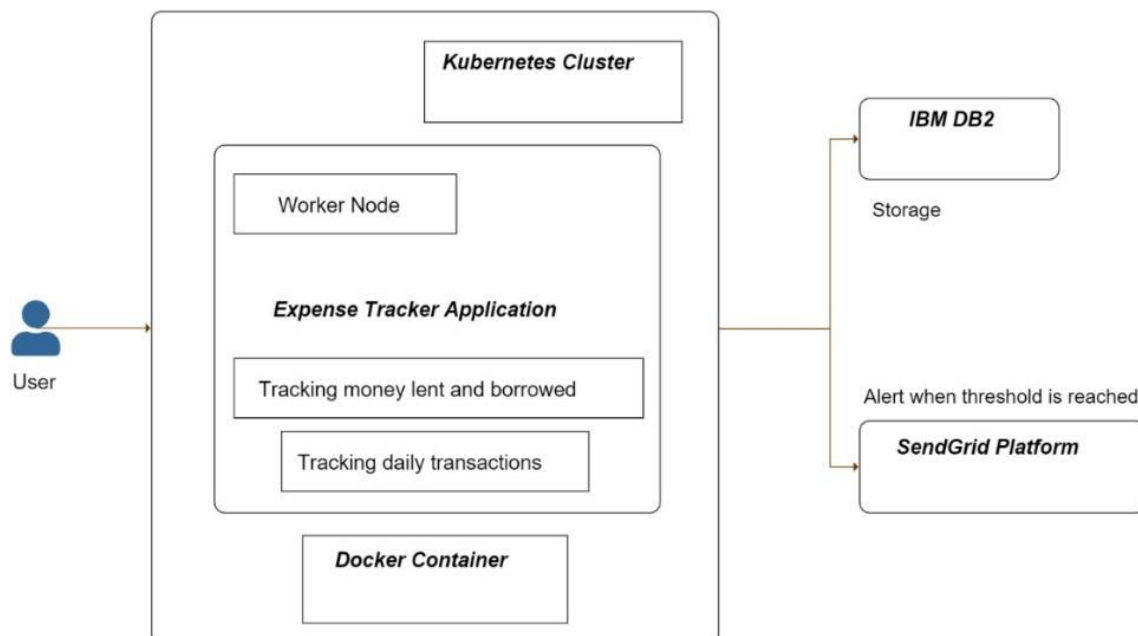 Kubernetes Cluster
IBM DB2
Worker Node
Storage
Expense Tracker Application
User
Tracking money lent and borrowed
Alert when threshold is reached
SendGrid Platform
Tracking daily transactions
Docker Container